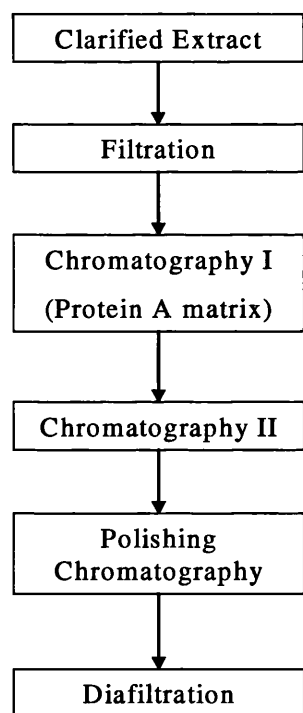 Clarified Extract
Filtration
Chromatography I
(Protein A matrix)
Chromatography II
Polishing
Chromatography
Diafiltration